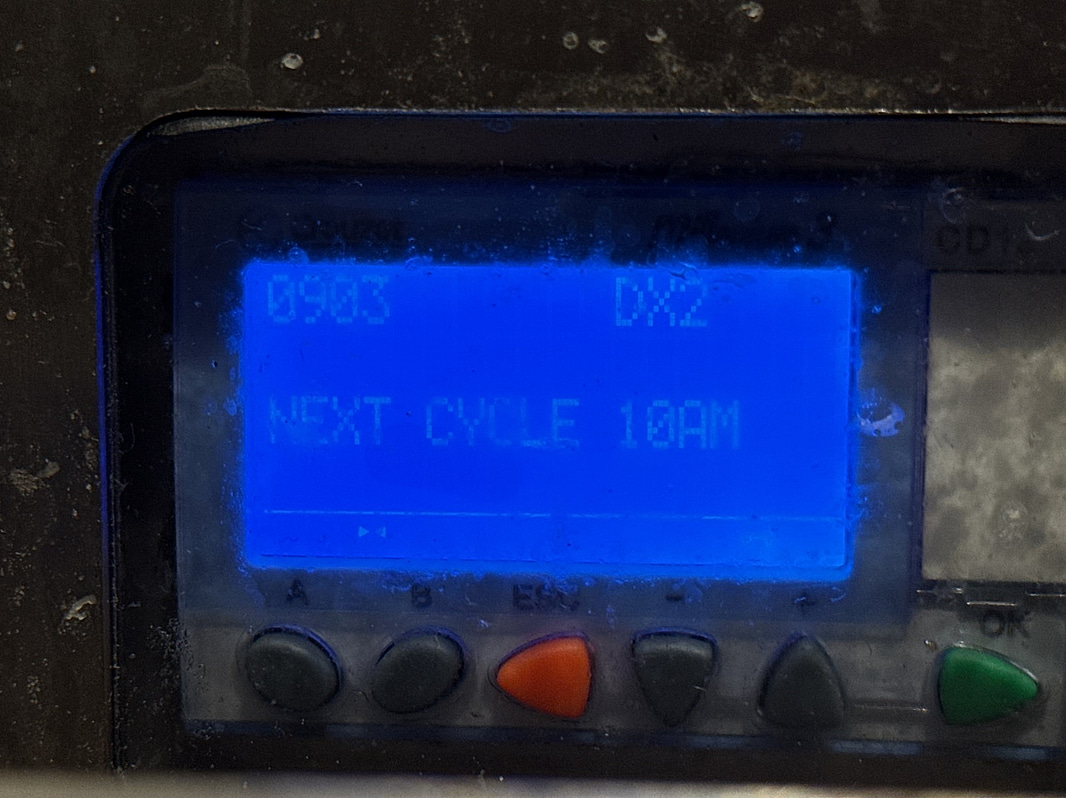 0903 DX2
NEXT CYCLE 10AM
A B ESC - +
OK